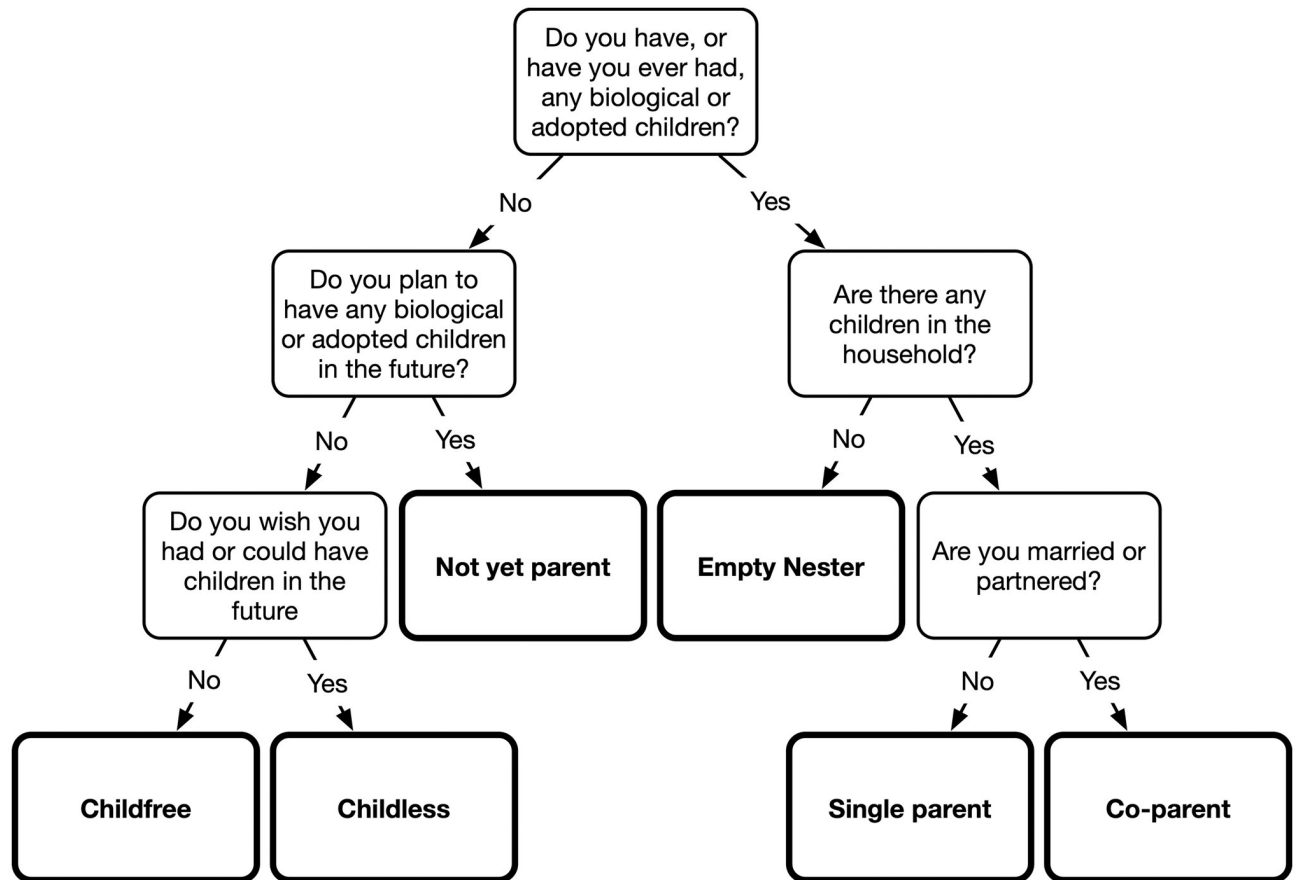 Do you have, or
have you ever had,
any biological or
adopted children?
No
Yes
Do you plan to
have any biological
or adopted children
in the future?
Are there any
children in the
household?
No
Yes
No
Yes
Do you wish you
had or could have
children in the
future
Not yet parent
Empty Nester
Are you married or
partnered?
No
Yes
No
Yes
Childfree
Childless
Single parent
Co-parent